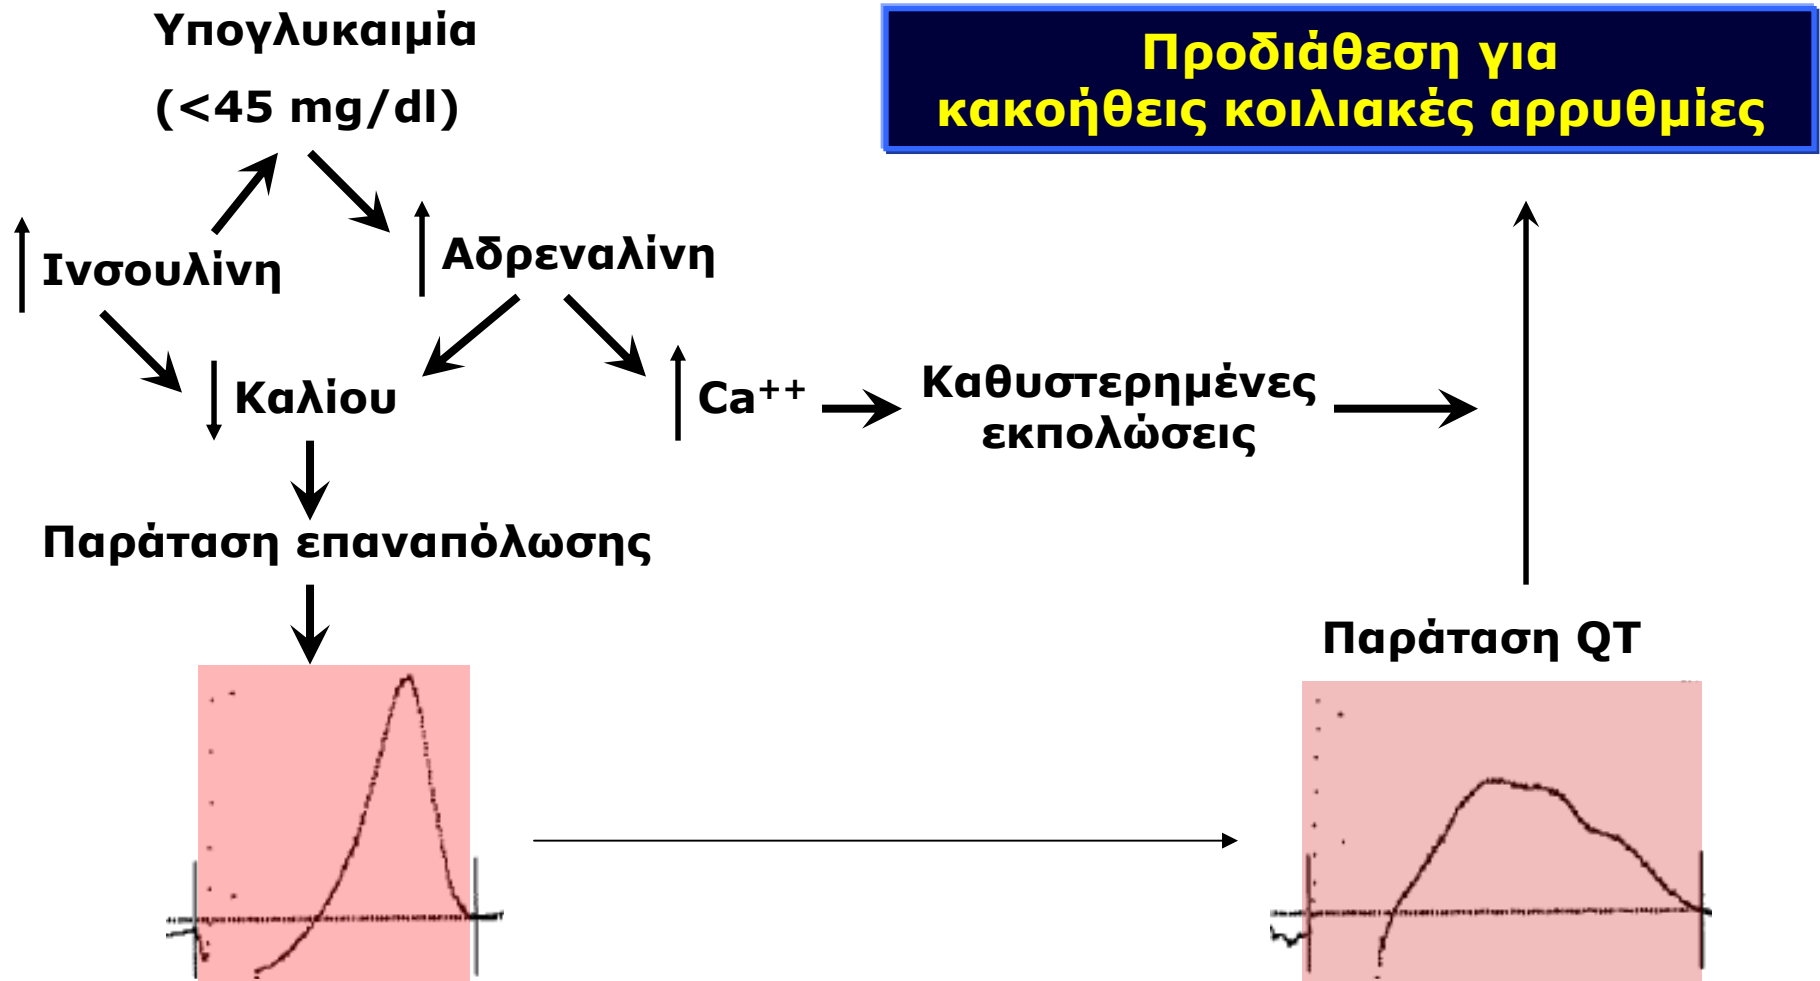 Υπογλυκαιμία
(<45 mg/dl)
Προδιάθεση για
κακοήθεις κοιλιακές αρρυθμίες
Ινσουλίνη
Αδρεναλίνη
Καλίου
Ca⁺⁺
Καθυστερημένες
εκπολώσεις
Παράταση επαναπόλωσης
Παράταση QT